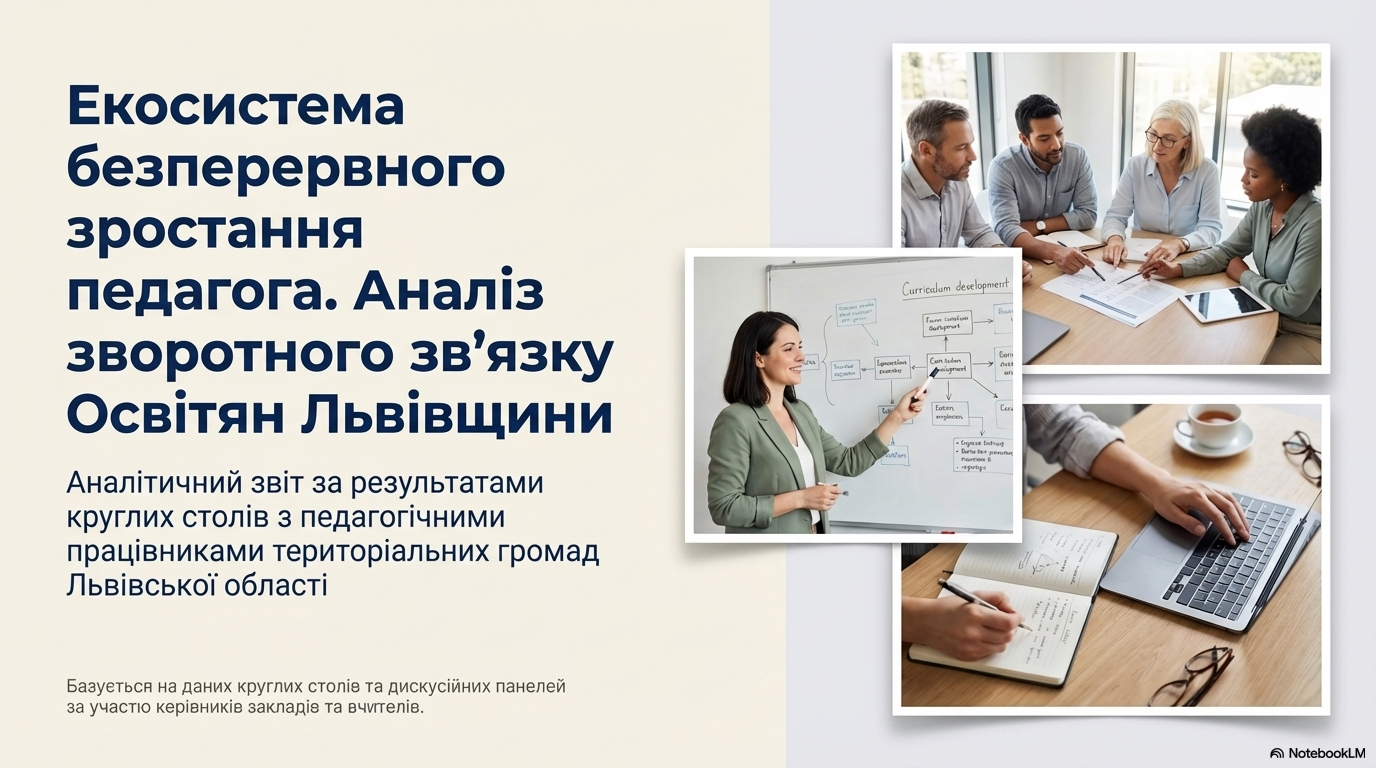 Екосистема
безперервного
зростання
педагога. Аналіз
зворотного зв’язку
Освітян Львівщини
Аналітичний звіт за результатами
круглих столів з педагогічними
працівниками територіальних громад
Львівської області
Базується на даних круглих столів та дискусійних панелей
за участю керівників закладів та вчителів.
Curriculum development
NotebookLM